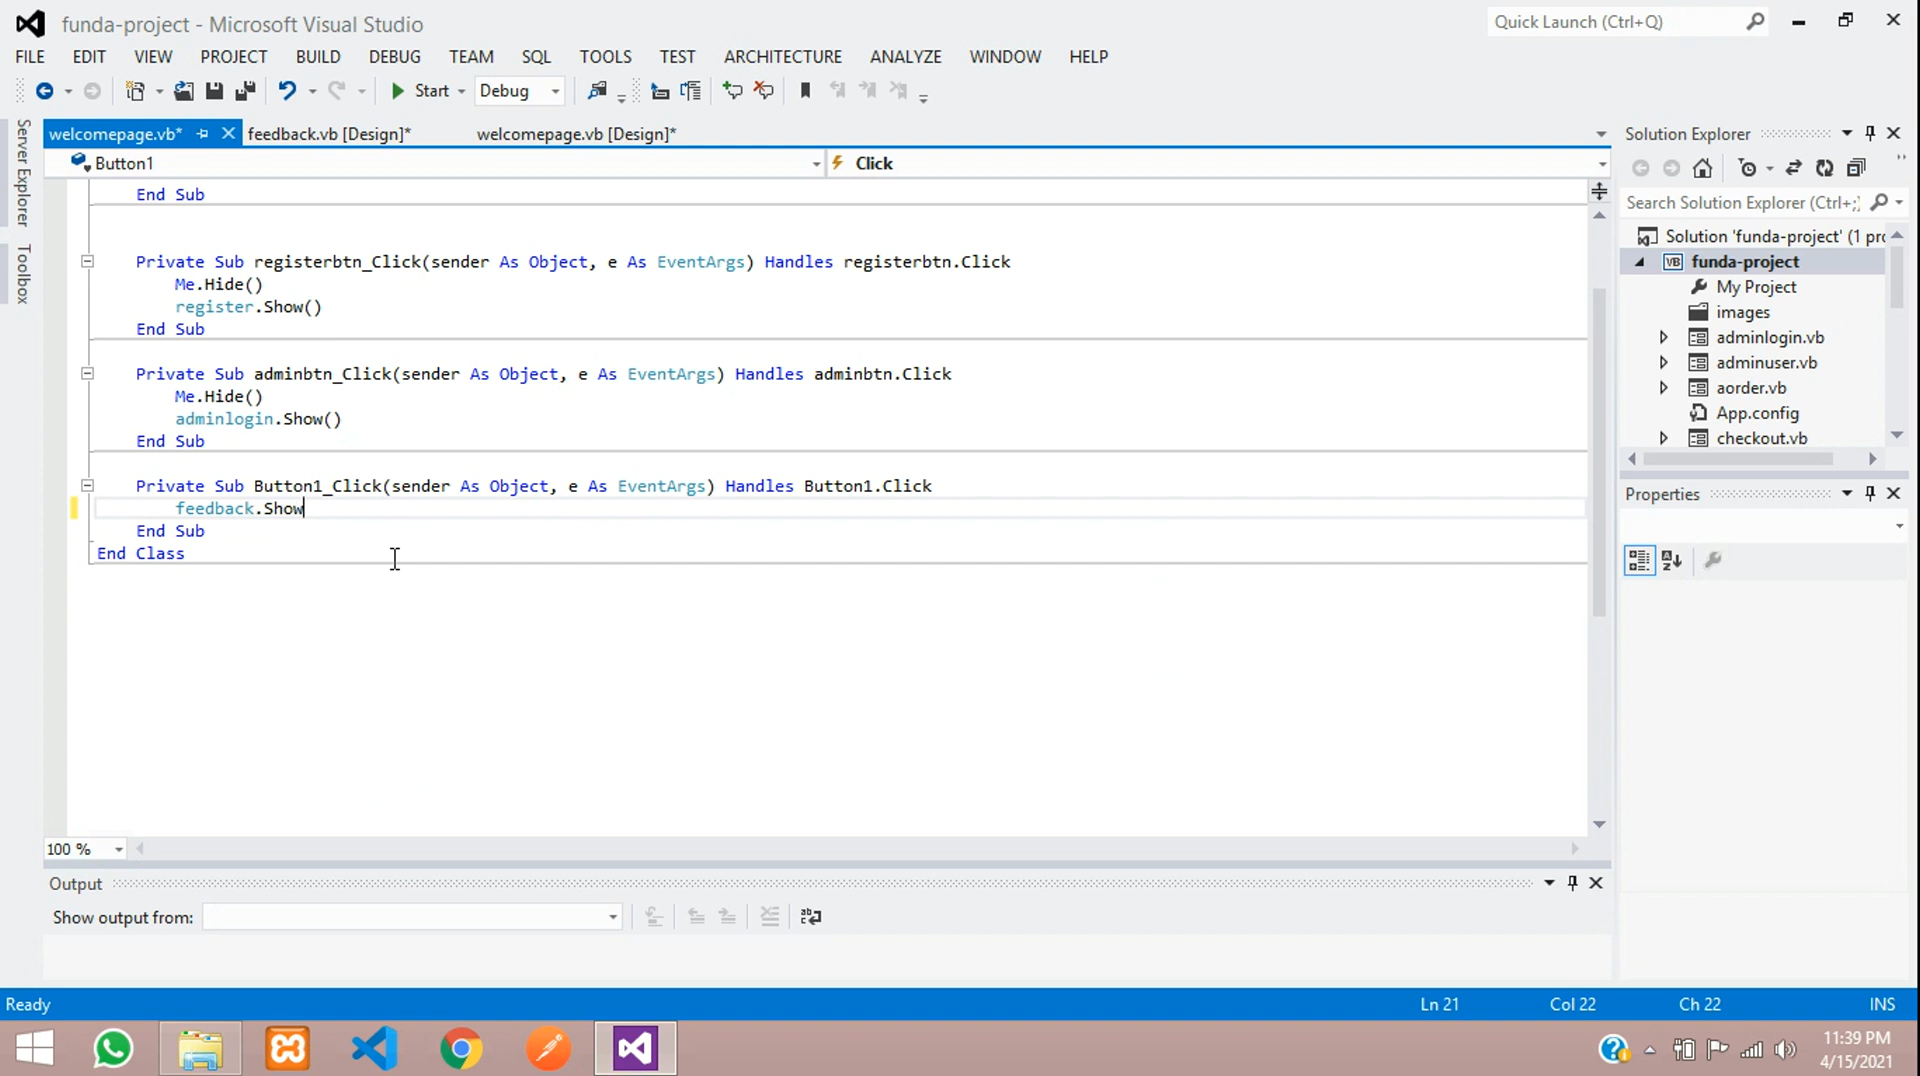 funda-project - Microsoft Visual Studio
Quick Launch (Ctrl+Q)
FILE EDIT VIEW PROJECT BUILD DEBUG TEAM SQL TOOLS TEST ARCHITECTURE ANALYZE WINDOW HELP
Start Debug
Server Explorer
Toolbox
welcomepage.vb* feedback.vb [Design]* welcomepage.vb [Design]*
Button1 Click
End Sub
Private Sub registerbtn_Click(sender As Object, e As EventArgs) Handles registerbtn.Click
Me.Hide()
register.Show()
End Sub
Private Sub adminbtn_Click(sender As Object, e As EventArgs) Handles adminbtn.Click
Me.Hide()
adminlogin.Show()
End Sub
Private Sub Button1_Click(sender As Object, e As EventArgs) Handles Button1.Click
feedback.Show
End Sub
End Class
100 %
Output
Show output from:
Solution Explorer
Search Solution Explorer (Ctrl+;)
Solution 'funda-project' (1 pro
VB funda-project
My Project
images
adminlogin.vb
adminuser.vb
aorder.vb
App.config
checkout.vb
Properties
Ready Ln 21 Col 22 Ch 22 INS
11:39 PM
4/15/2021